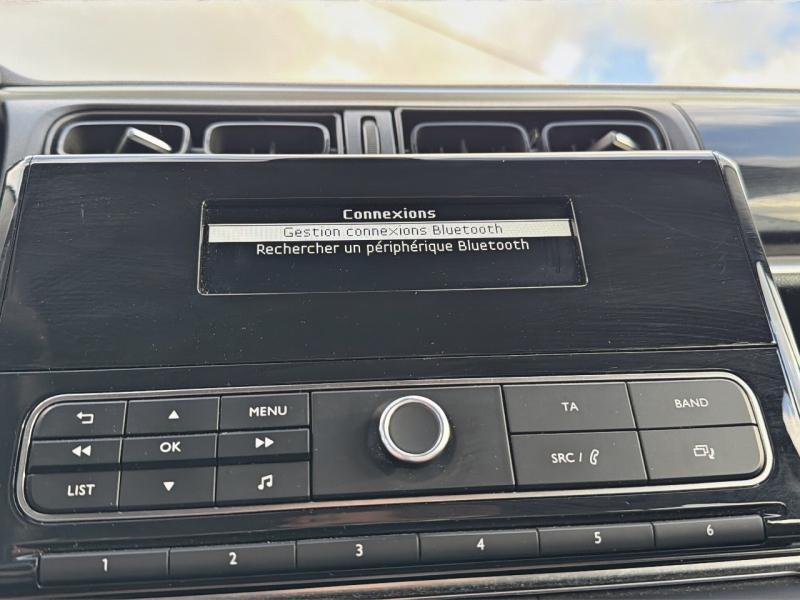 Connexions
Gestion connexions Bluetooth
Rechercher un périphérique Bluetooth
MENU
TA
BAND
OK
LIST
SRC /
1 2 3 4 5 6